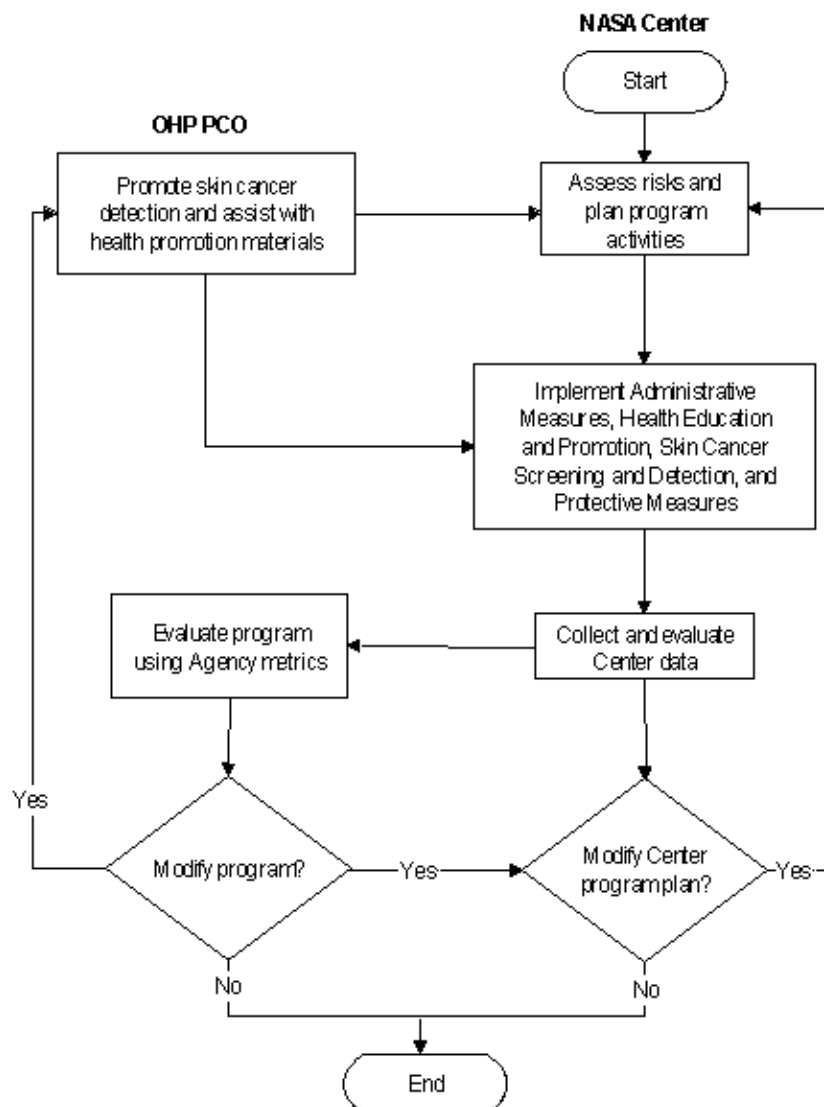 NASA Center
Start
OHP PCO
Promote skin cancer
detection and assist with
health promotion materials
Assess risks and
plan program
activities
Implement Administrative
Measures, Health Education
and Promotion, Skin Cancer
Screening and Detection, and
Protective Measures
Evaluate program
using Agency metrics
Collect and evaluate
Center data
Yes
Modify program?
Yes
Modify Center
program plan?
Yes
No
No
End